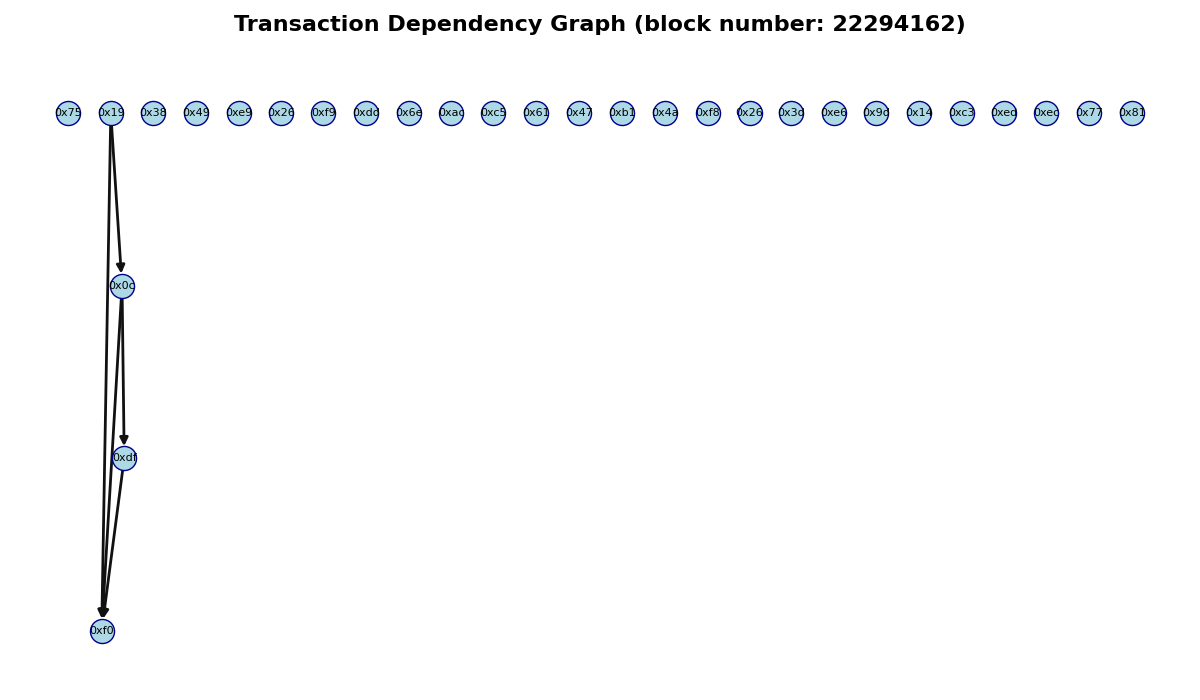 Transaction Dependency Graph (block number: 22294162)
0x75 0x19 0x38 0x49 0xe9 0x26 0xf9 0xdd 0x6e 0xac 0xc5 0x61 0x47 0xb1 0x4a 0xf8 0x26 0x3d 0xe6 0x9d 0x14 0xc3 0xed 0xec 0x77 0x81
0x0c
0xdf
0xf0